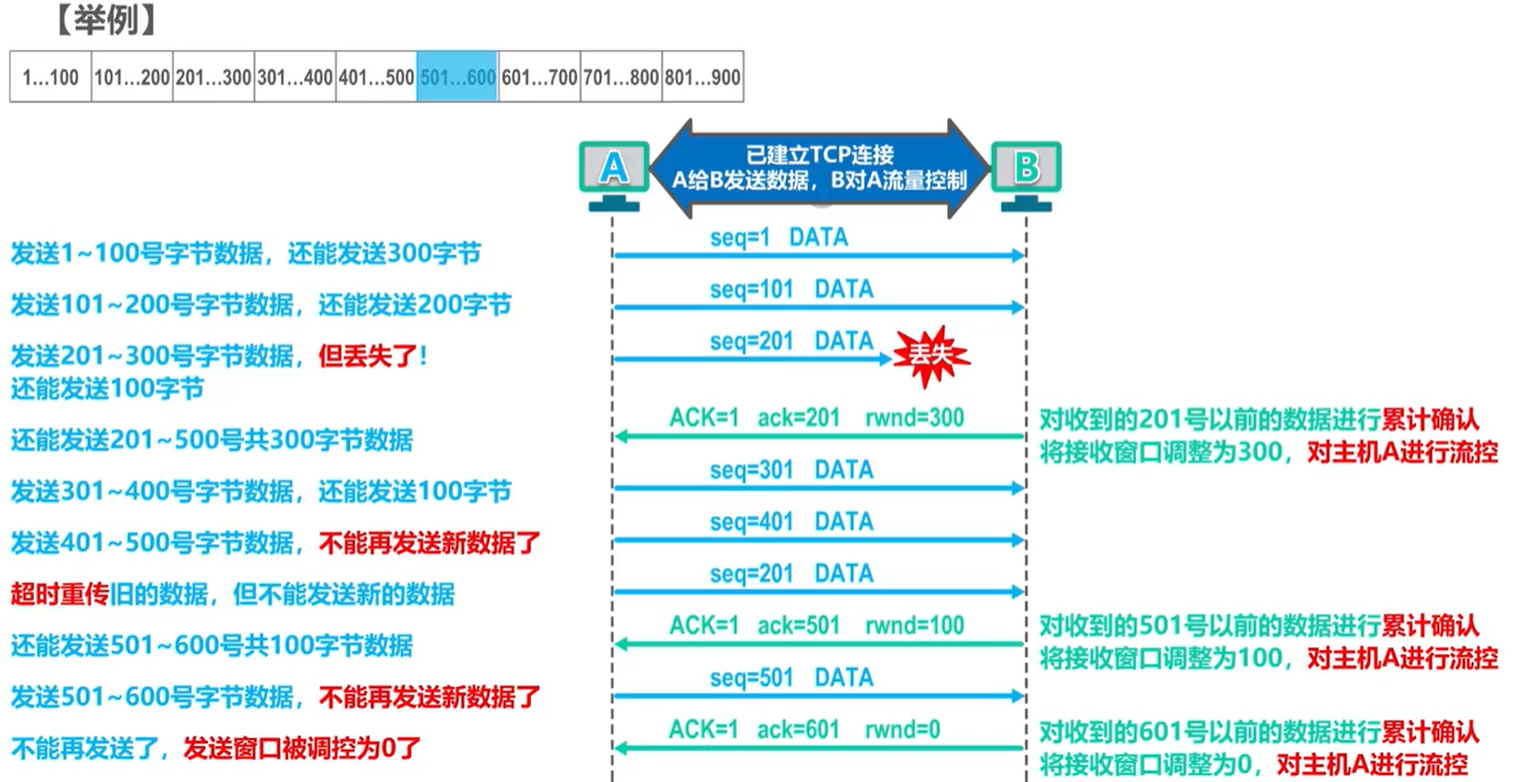 【举例】
1...100 101...200 201...300 301...400 401...500 501...600 601...700 701...800 801...900
A
已建立TCP连接
A给B发送数据，B对A流量控制
B
发送1~100号字节数据，还能发送300字节
seq=1 DATA
发送101~200号字节数据，还能发送200字节
seq=101 DATA
发送201~300号字节数据，但丢失了！
还能发送100字节
seq=201 DATA
丢失
ACK=1 ack=201 rwnd=300
对收到的201号以前的数据进行累计确认
将接收窗口调整为300，对主机A进行流控
还能发送201~500号共300字节数据
seq=301 DATA
发送301~400号字节数据，还能发送100字节
seq=401 DATA
发送401~500号字节数据，不能再发送新数据了
seq=201 DATA
超时重传旧的数据，但不能发送新的数据
ACK=1 ack=501 rwnd=100
对收到的501号以前的数据进行累计确认
将接收窗口调整为100，对主机A进行流控
还能发送501~600号共100字节数据
seq=501 DATA
发送501~600号字节数据，不能再发送新数据了
ACK=1 ack=601 rwnd=0
对收到的601号以前的数据进行累计确认
将接收窗口调整为0，对主机A进行流控
不能再发送了，发送窗口被调控为0了